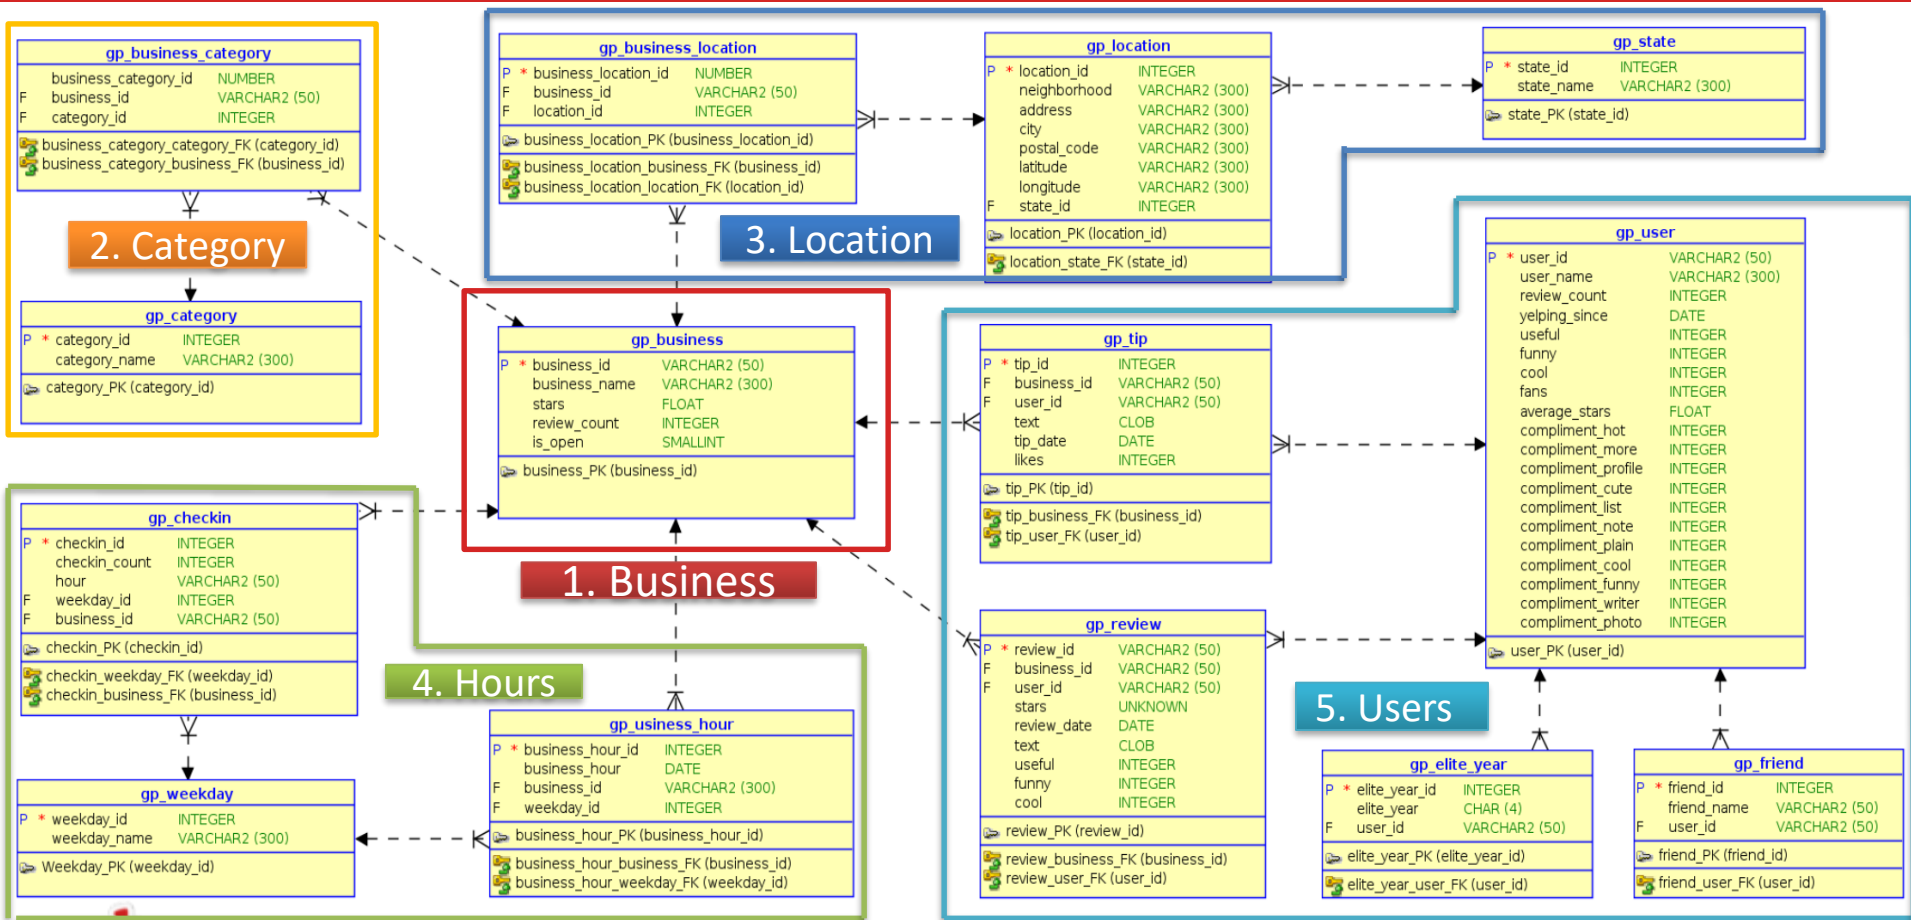 gp_business_category
business_category_id NUMBER
F business_id VARCHAR2 (50)
F category_id INTEGER
business_category_category_FK (category_id)
business_category_business_FK (business_id)
2. Category
gp_category
P * category_id INTEGER
category_name VARCHAR2 (300)
category_PK (category_id)
gp_business_location
P * business_location_id NUMBER
F business_id VARCHAR2 (50)
F location_id INTEGER
business_location_PK (business_location_id)
business_location_business_FK (business_id)
business_location_location_FK (location_id)
3. Location
gp_location
P * location_id INTEGER
neighborhood VARCHAR2 (300)
address VARCHAR2 (300)
city VARCHAR2 (300)
postal_code VARCHAR2 (300)
latitude VARCHAR2 (300)
longitude VARCHAR2 (300)
F state_id INTEGER
location_PK (location_id)
location_state_FK (state_id)
gp_state
P * state_id INTEGER
state_name VARCHAR2 (300)
state_PK (state_id)
gp_business
P * business_id VARCHAR2 (50)
business_name VARCHAR2 (300)
stars FLOAT
review_count INTEGER
is_open SMALLINT
business_PK (business_id)
1. Business
gp_checkin
P * checkin_id INTEGER
checkin_count INTEGER
hour VARCHAR2 (50)
F weekday_id INTEGER
F business_id VARCHAR2 (50)
checkin_PK (checkin_id)
checkin_weekday_FK (weekday_id)
checkin_business_FK (business_id)
4. Hours
gp_weekday
P * weekday_id INTEGER
weekday_name VARCHAR2 (300)
Weekday_PK (weekday_id)
gp_usiness_hour
P * business_hour_id INTEGER
business_hour DATE
F business_id VARCHAR2 (300)
F weekday_id INTEGER
business_hour_PK (business_hour_id)
business_hour_business_FK (business_id)
business_hour_weekday_FK (weekday_id)
gp_tip
P * tip_id INTEGER
F business_id VARCHAR2 (50)
F user_id VARCHAR2 (50)
text CLOB
tip_date DATE
likes INTEGER
tip_PK (tip_id)
tip_business_FK (business_id)
tip_user_FK (user_id)
gp_review
P * review_id VARCHAR2 (50)
F business_id VARCHAR2 (50)
F user_id VARCHAR2 (50)
stars UNKNOWN
review_date DATE
text CLOB
useful INTEGER
funny INTEGER
cool INTEGER
review_PK (review_id)
review_business_FK (business_id)
review_user_FK (user_id)
gp_user
P * user_id VARCHAR2 (50)
user_name VARCHAR2 (300)
review_count INTEGER
yelping_since DATE
useful INTEGER
funny INTEGER
cool INTEGER
fans INTEGER
average_stars FLOAT
compliment_hot INTEGER
compliment_more INTEGER
compliment_profile INTEGER
compliment_cute INTEGER
compliment_list INTEGER
compliment_note INTEGER
compliment_plain INTEGER
compliment_cool INTEGER
compliment_funny INTEGER
compliment_writer INTEGER
compliment_photo INTEGER
user_PK (user_id)
5. Users
gp_elite_year
P * elite_year_id INTEGER
elite_year CHAR (4)
F user_id VARCHAR2 (50)
elite_year_PK (elite_year_id)
elite_year_user_FK (user_id)
gp_friend
P * friend_id INTEGER
friend_name VARCHAR2 (50)
F user_id VARCHAR2 (50)
friend_PK (friend_id)
friend_user_FK (user_id)